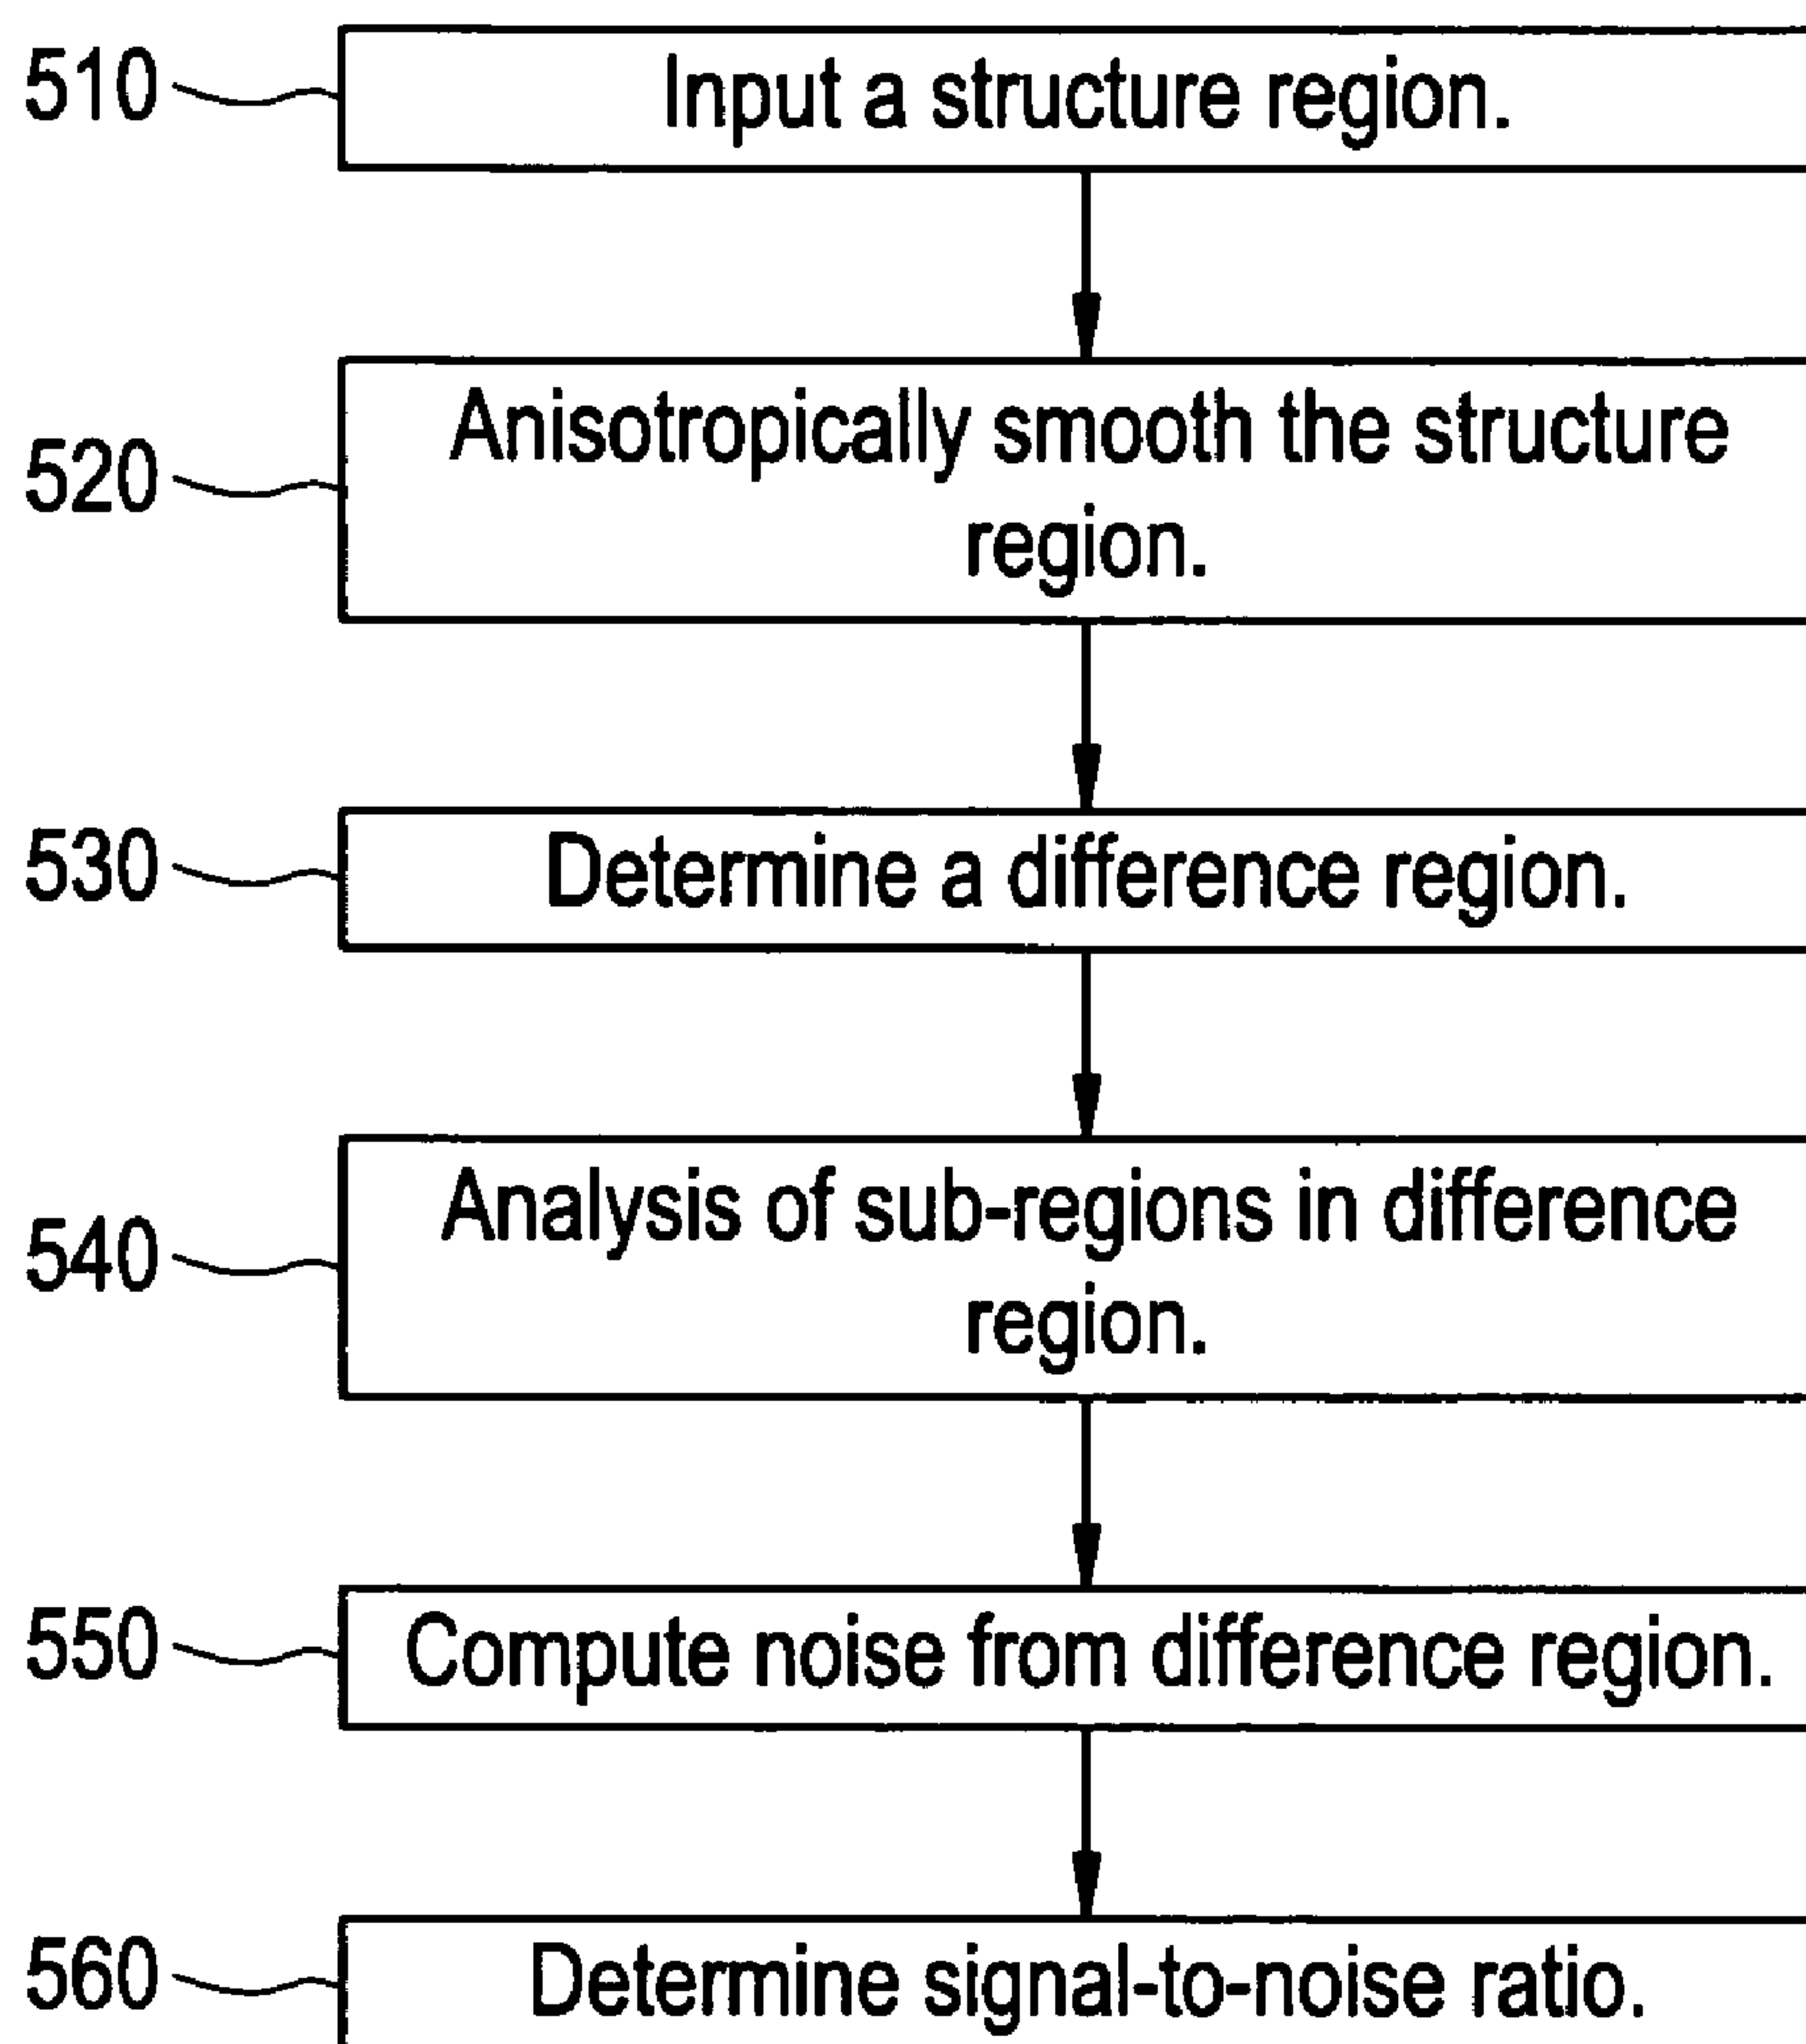 510
Input a structure region.
520
Anisotropically smooth the structure
region.
530
Determine a difference region.
540
Analysis of sub-regions in difference
region.
550
Compute noise from difference region.
560
Determine signal-to-noise ratio.